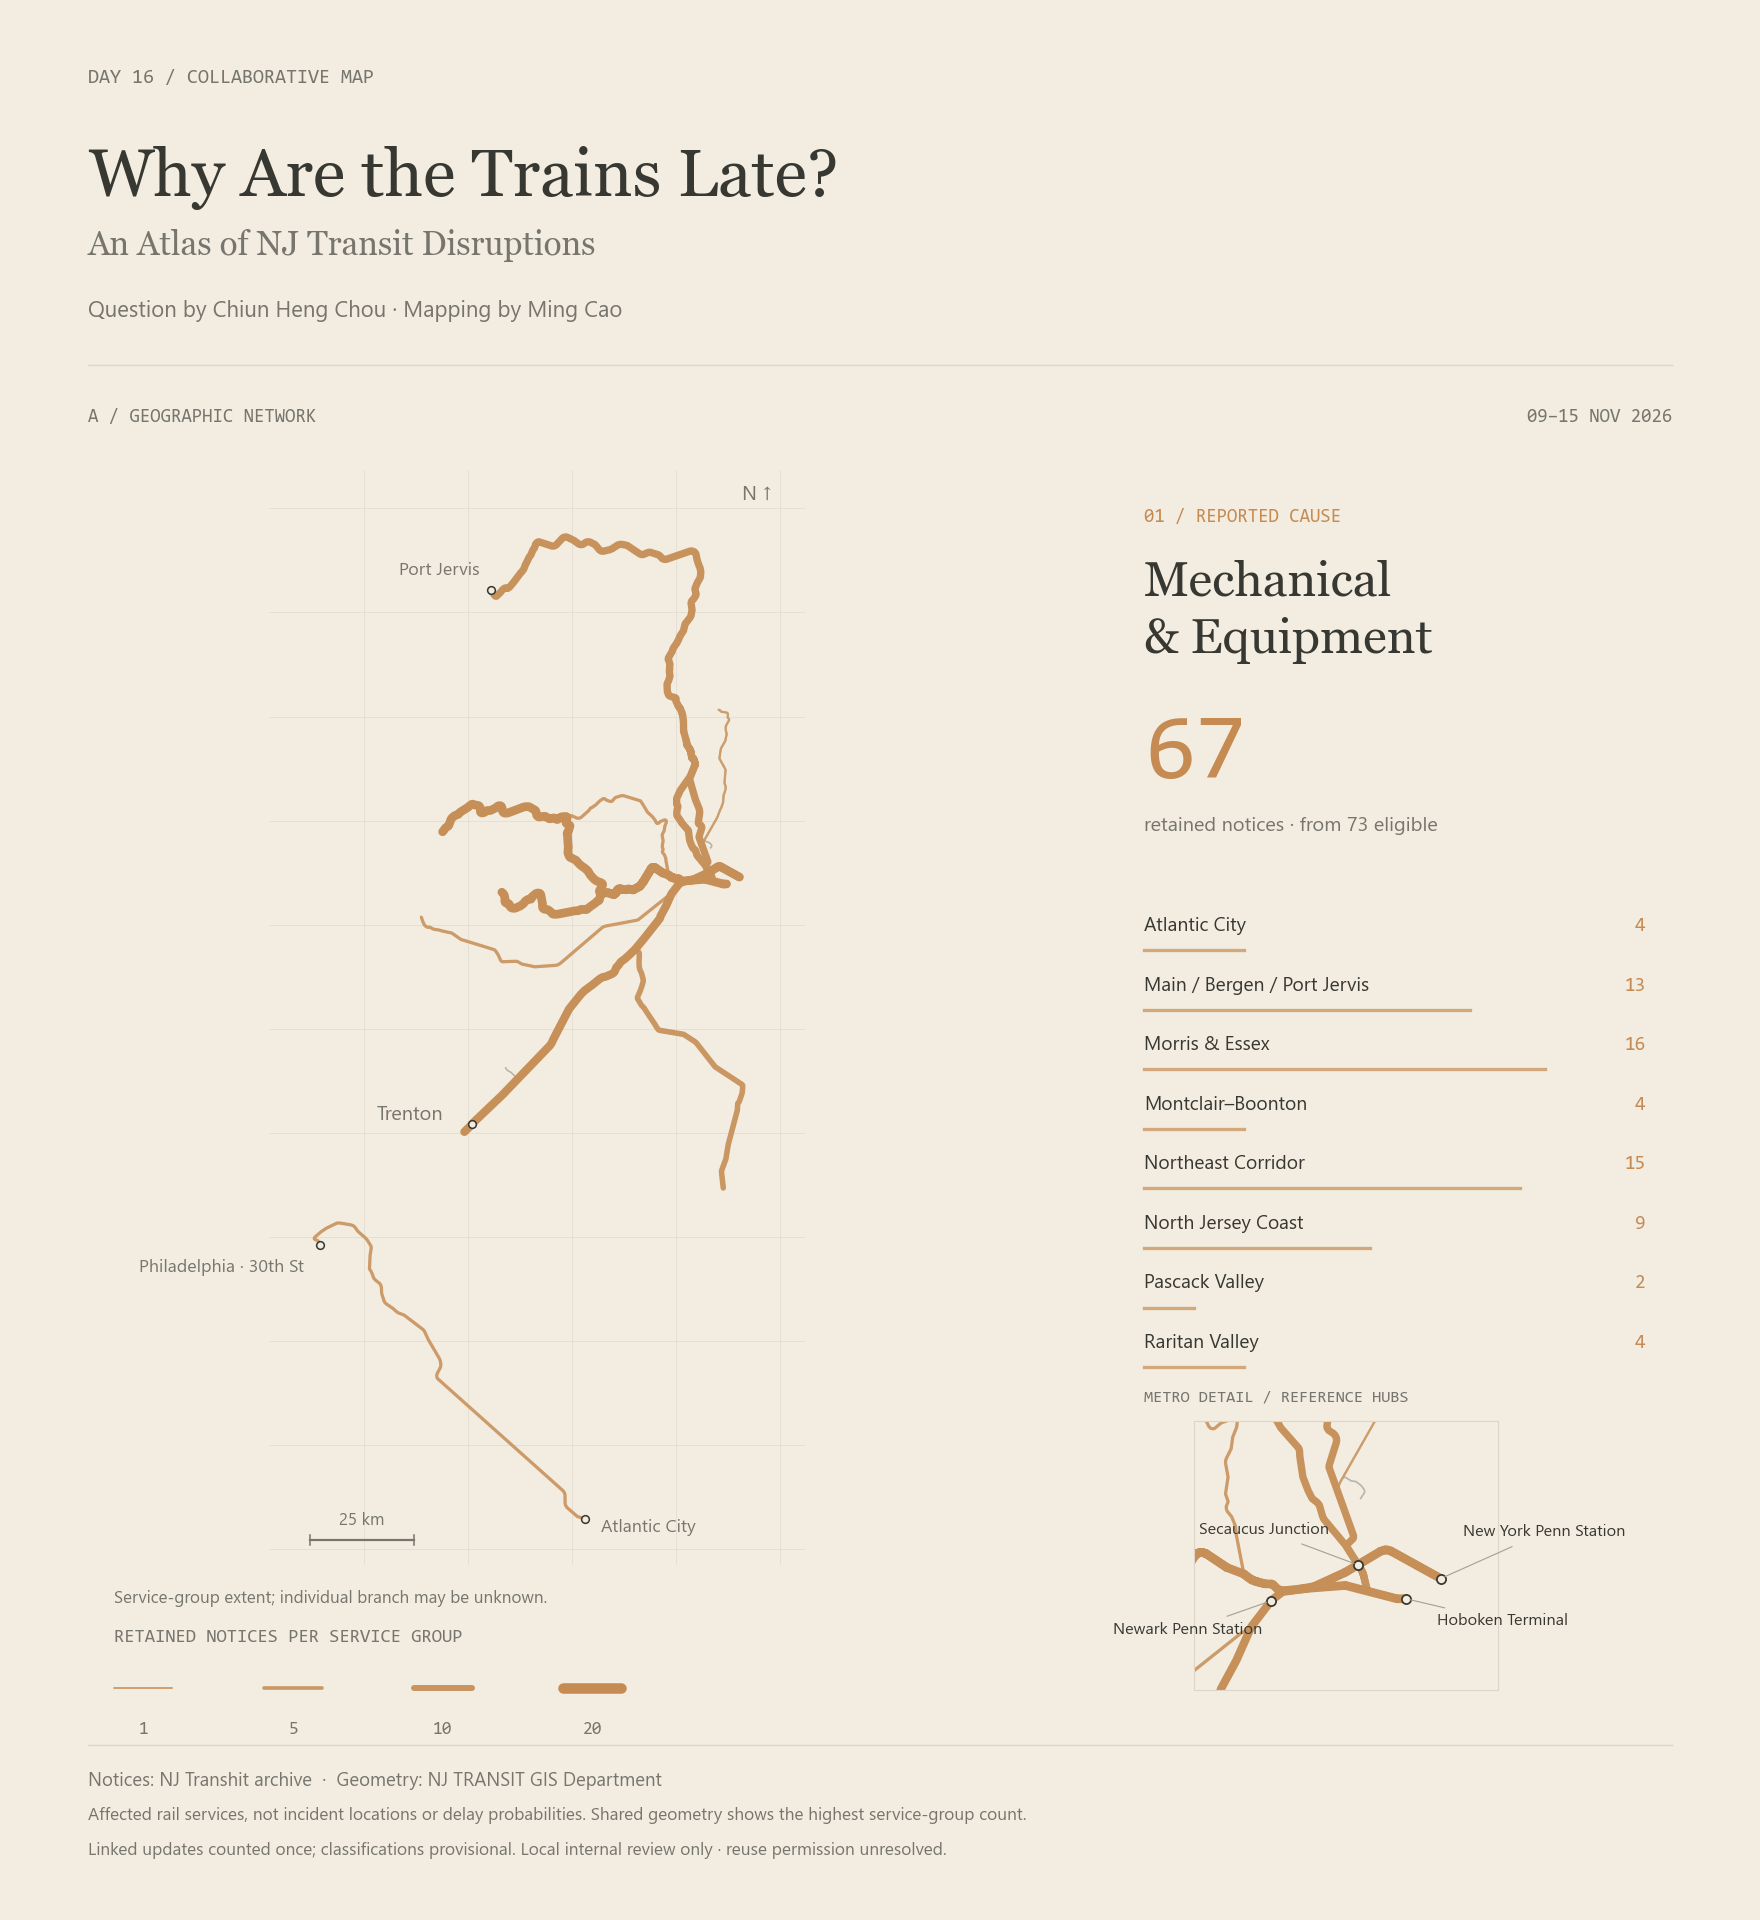 DAY 16 / COLLABORATIVE MAP
Why Are the Trains Late?
An Atlas of NJ Transit Disruptions
Question by Chiun Heng Chou · Mapping by Ming Cao
A / GEOGRAPHIC NETWORK
09–15 NOV 2026
N ↑
Port Jervis
Trenton
Philadelphia · 30th St
25 km
Atlantic City
Service-group extent; individual branch may be unknown.
RETAINED NOTICES PER SERVICE GROUP
1
5
10
20
01 / REPORTED CAUSE
Mechanical
& Equipment
67
retained notices · from 73 eligible
Atlantic City 4
Main / Bergen / Port Jervis 13
Morris & Essex 16
Montclair–Boonton 4
Northeast Corridor 15
North Jersey Coast 9
Pascack Valley 2
Raritan Valley 4
METRO DETAIL / REFERENCE HUBS
Secaucus Junction
New York Penn Station
Newark Penn Station
Hoboken Terminal
Notices: NJ Transhit archive · Geometry: NJ TRANSIT GIS Department
Affected rail services, not incident locations or delay probabilities. Shared geometry shows the highest service-group count.
Linked updates counted once; classifications provisional. Local internal review only · reuse permission unresolved.